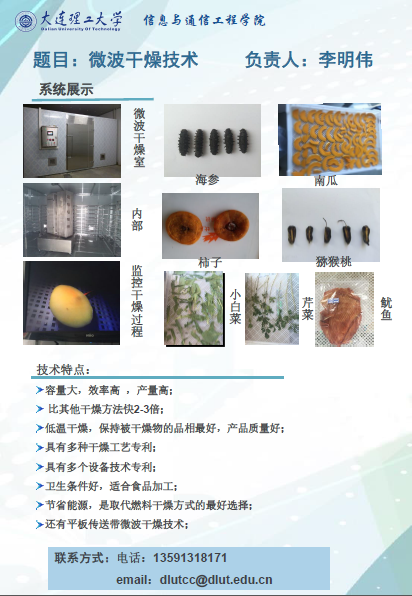 大连理工大学 信息与通信工程学院
Dalian University Of Technology
题目：微波干燥技术 负责人：李明伟
系统展示
微波干燥室
海参
南瓜
内部
柿子
猕猴桃
监控干燥过程
小白菜
芹菜
鱿鱼
技术特点：
容量大，效率高 ，产量高；
比其他干燥方法快2-3倍；
低温干燥，保持被干燥物的品相最好，产品质量好；
具有多种干燥工艺专利；
具有多个设备技术专利；
卫生条件好，适合食品加工；
节省能源，是取代燃料干燥方式的最好选择；
还有平板传送带微波干燥技术；
联系方式：电话：13591318171
email：dlutcc@dlut.edu.cn